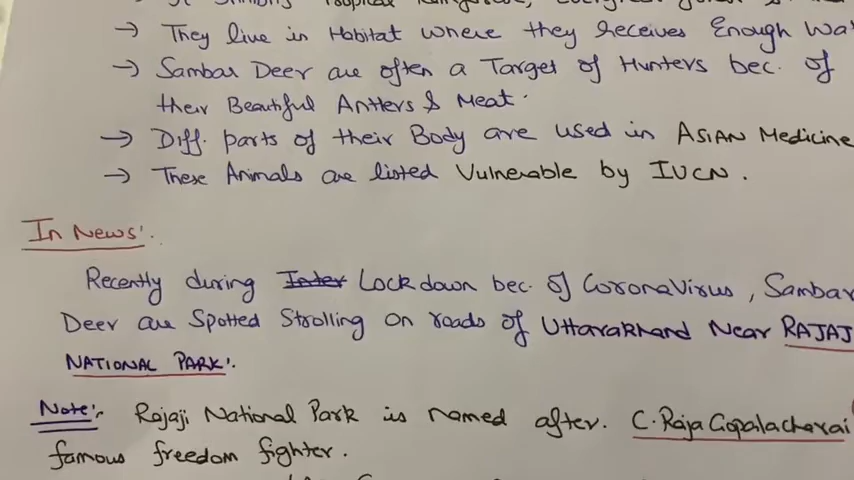 → They live in Habitat where they receives Enough Wa
→ Sambar Deer are often a Target of Hunters bec. of
their Beautiful Antlers & Meat.
→ Diff. parts of their Body are used in ASIAN Medicine
→ These Animals are listed Vulnerable by IUCN.
In News:
Recently during Inter Lockdown bec. of CoronaVirus, Sambar
Deer are Spotted Strolling on roads of Uttarakhand Near RAJAJ
NATIONAL PARK.
Note: Rajaji National Park is named after. C. Raja Gopalacharai
famous freedom fighter.